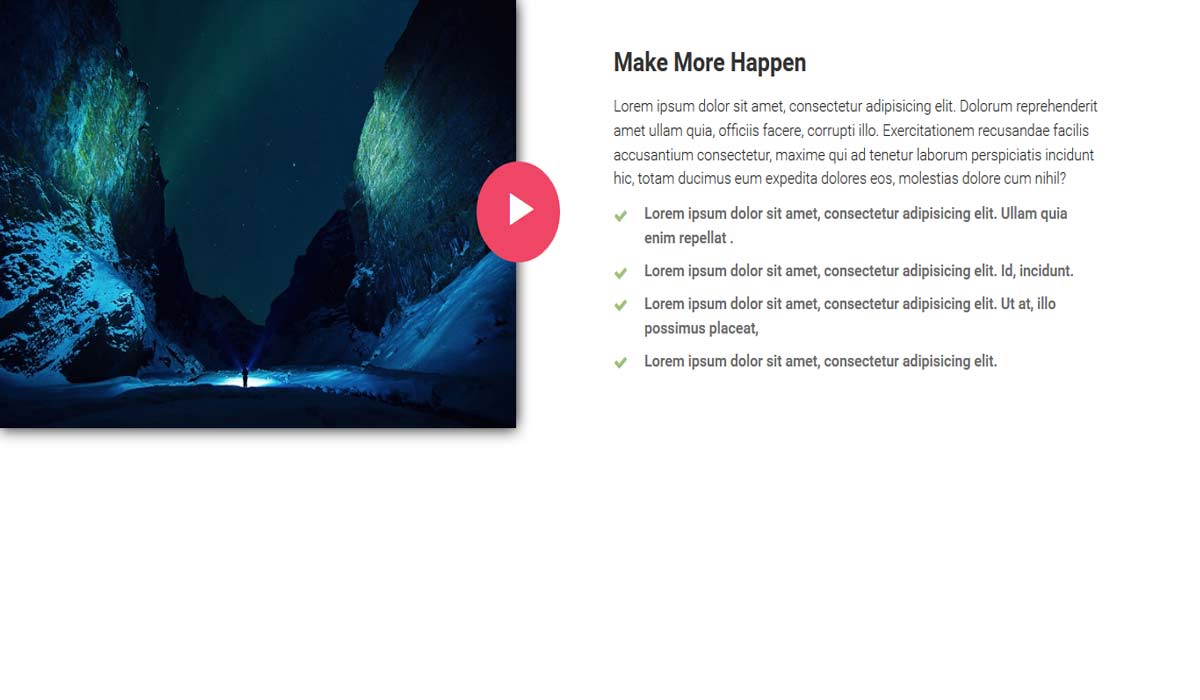 Make More Happen
Lorem ipsum dolor sit amet, consectetur adipisicing elit. Dolorum reprehenderit
amet ullam quia, officiis facere, corrupti illo. Exercitationem recusandae facilis
accusantium consectetur, maxime qui ad tenetur laborum perspiciatis incidunt
hic, totam ducimus eum expedita dolores eos, molestias dolore cum nihil?
Lorem ipsum dolor sit amet, consectetur adipisicing elit. Ullam quia
enim repellat .
Lorem ipsum dolor sit amet, consectetur adipisicing elit. Id, incidunt.
Lorem ipsum dolor sit amet, consectetur adipisicing elit. Ut at, illo
possimus placeat,
Lorem ipsum dolor sit amet, consectetur adipisicing elit.